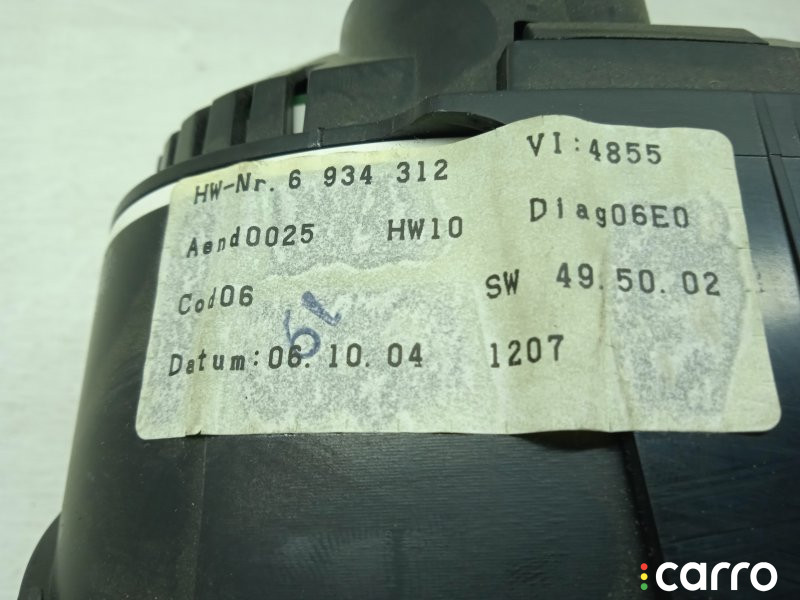 HW-Nr. 6 934 312 VI:4855
Aend0025 HW10 Diag06E0
Cod06 SW 49.50.02
Datum:06.10.04 1207
carro